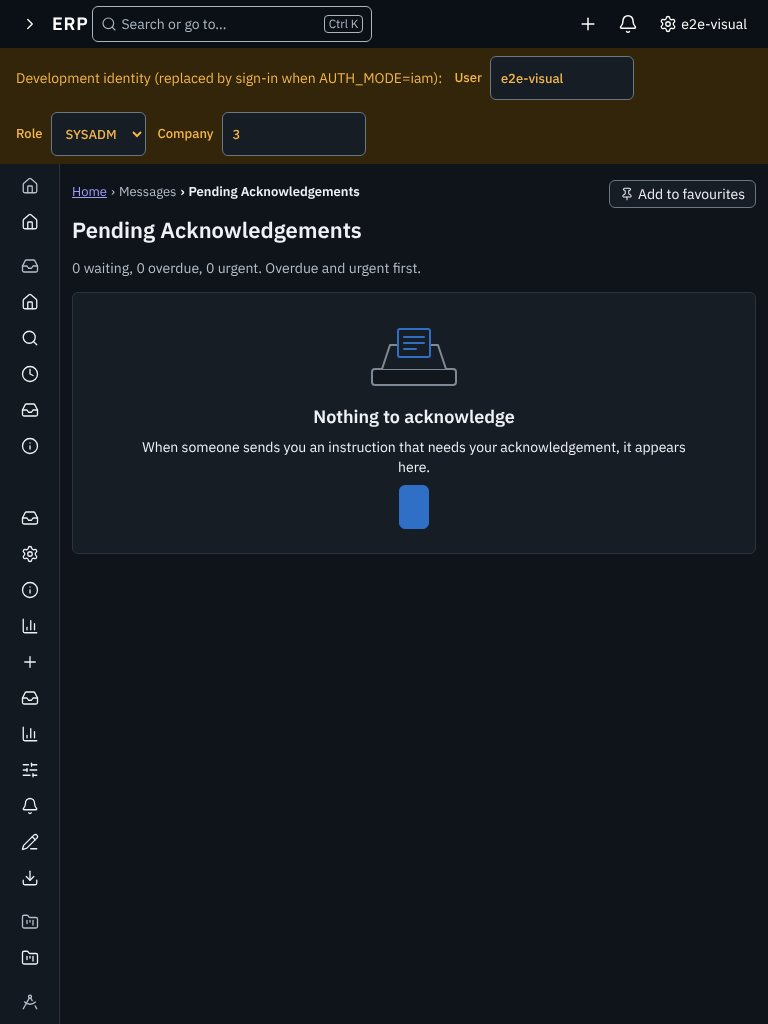 ERP
Search or go to...
Ctrl K
e2e-visual
Development identity (replaced by sign-in when AUTH_MODE=iam):
User
e2e-visual
Role
SYSADM
Company
3
Home › Messages › Pending Acknowledgements
Add to favourites
Pending Acknowledgements
0 waiting, 0 overdue, 0 urgent. Overdue and urgent first.
Nothing to acknowledge
When someone sends you an instruction that needs your acknowledgement, it appears
here.